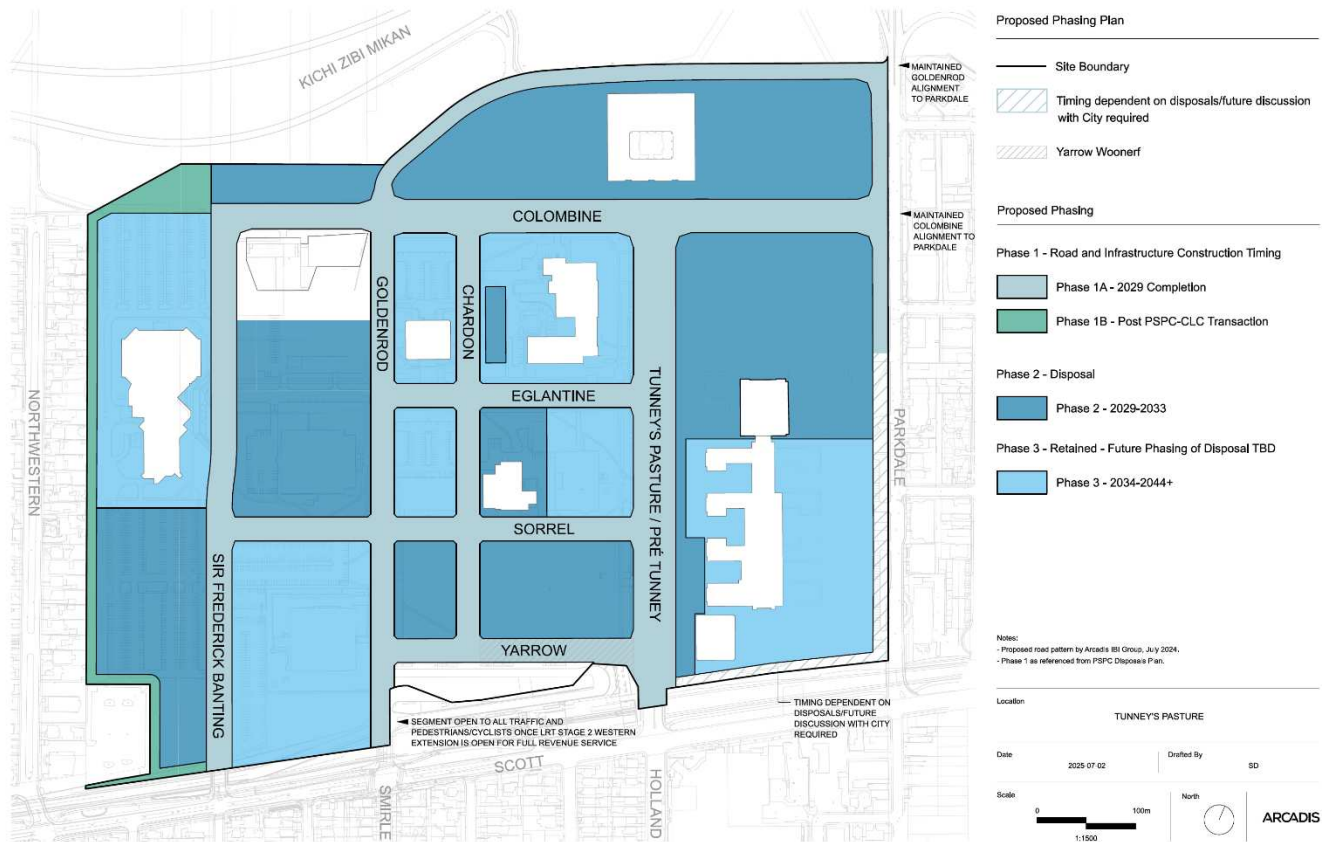 KICHI ZIBI MIKAN
MAINTAINED
GOLDENROD
ALIGNMENT
TO PARKDALE
COLOMBINE
MAINTAINED
COLOMBINE
ALIGNMENT TO
PARKDALE
GOLDENROD
CHARDON
EGLANTINE
TUNNEY'S PASTURE / PRÉ TUNNEY
NORTHWESTERN
PARKDALE
SORREL
SIR FREDERICK BANTING
YARROW
SEGMENT OPEN TO ALL TRAFFIC AND
PEDESTRIANS/CYCLISTS ONCE LRT STAGE 2 WESTERN
EXTENSION IS OPEN FOR FULL REVENUE SERVICE
TIMING DEPENDENT ON
DISPOSALS/FUTURE
DISCUSSION WITH CITY
REQUIRED
SCOTT
SMIRLE
HOLLAND
Proposed Phasing Plan
Site Boundary
Timing dependent on disposals/future discussion
with City required
Yarrow Woonerf
Proposed Phasing
Phase 1 - Road and Infrastructure Construction Timing
Phase 1A - 2029 Completion
Phase 1B - Post PSPC-CLC Transaction
Phase 2 - Disposal
Phase 2 - 2029-2033
Phase 3 - Retained - Future Phasing of Disposal TBD
Phase 3 - 2034-2044+
Notes:
- Proposed road pattern by Arcadis IBI Group, July 2024.
- Phase 1 as referenced from PSPC Disposals Plan.
Location
TUNNEY'S PASTURE
Date
2025 07 02
Drafted By
SD
Scale
0 100m
1:1500
North
ARCADIS